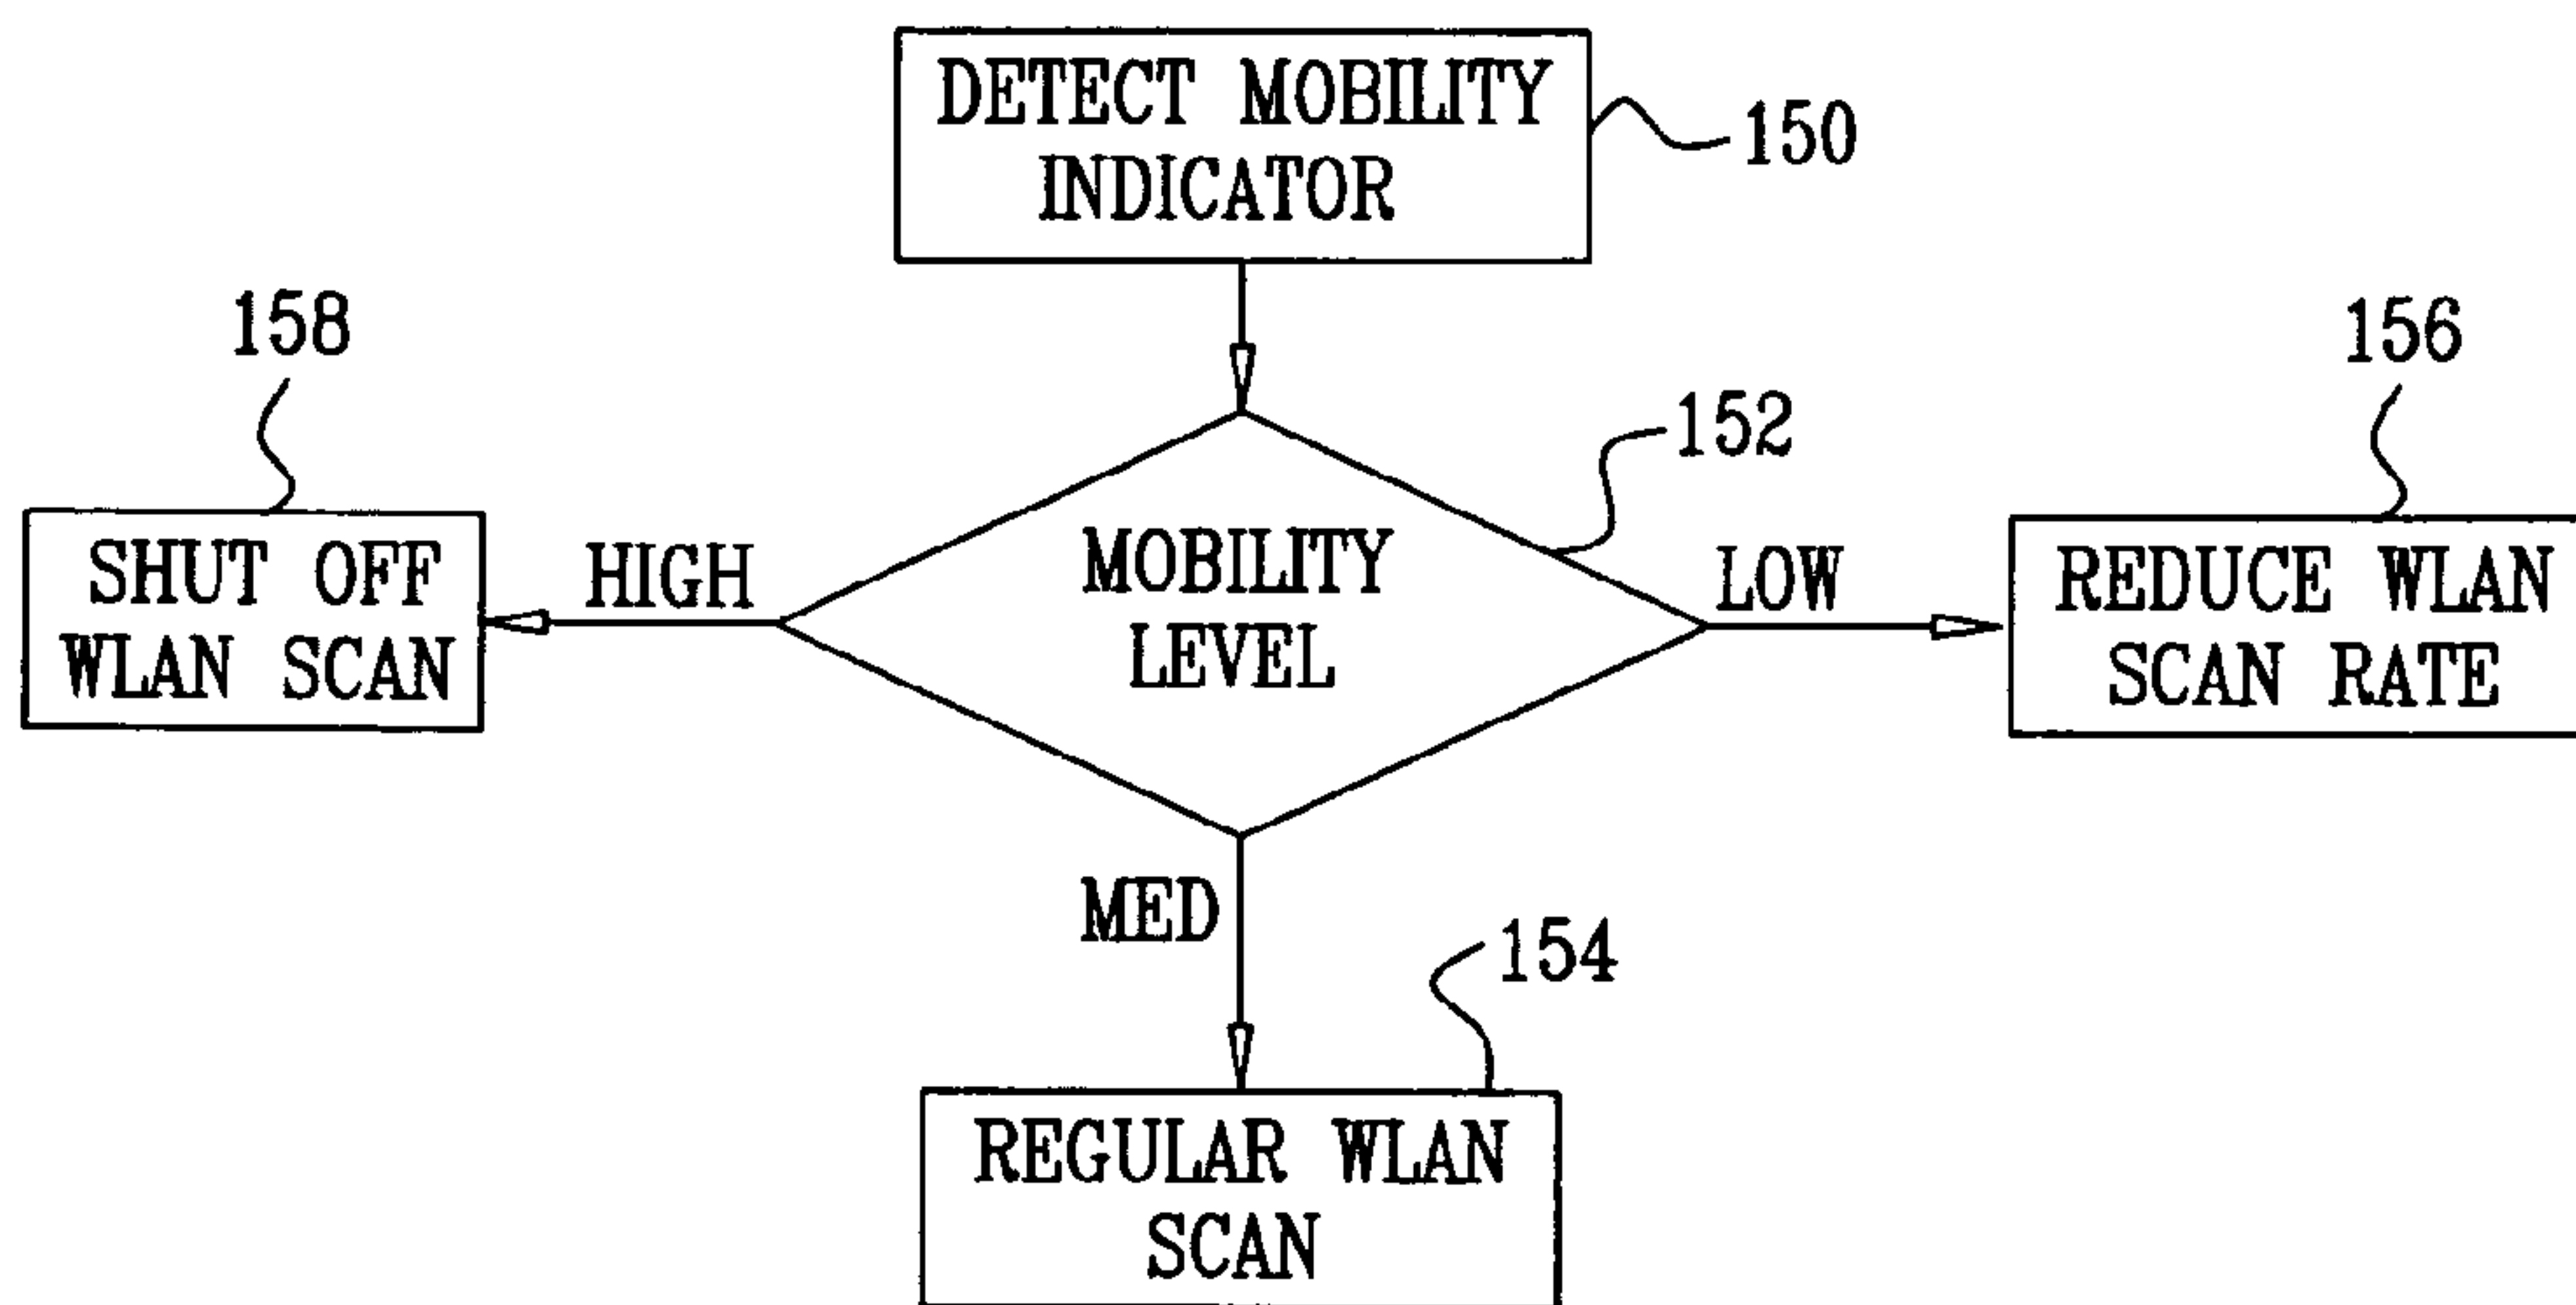 DETECT MOBILITY
INDICATOR
150
158
156
152
SHUT OFF
WLAN SCAN
HIGH
MOBILITY
LEVEL
LOW
REDUCE WLAN
SCAN RATE
MED
154
REGULAR WLAN
SCAN